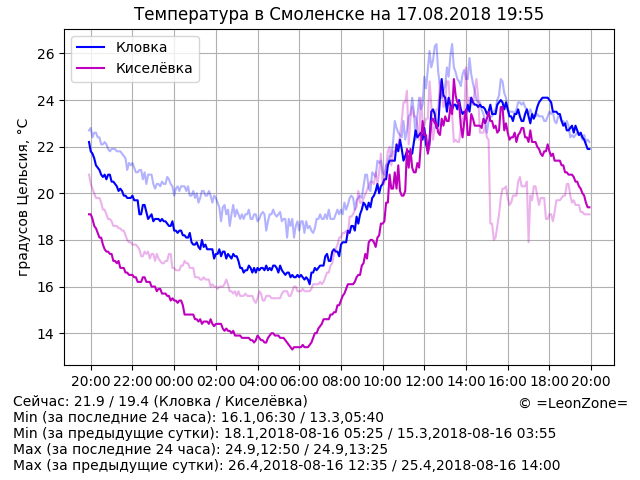 Температура в Смоленске на 17.08.2018 19:55
Кловка
Киселёвка
градусов Цельсия, °C
26
24
22
20
18
16
14
20:00 22:00 00:00 02:00 04:00 06:00 08:00 10:00 12:00 14:00 16:00 18:00 20:00
Сейчас: 21.9 / 19.4 (Кловка / Киселёвка)
© =LeonZone=
Min (за последние 24 часа): 16.1,06:30 / 13.3,05:40
Min (за предыдущие сутки): 18.1,2018-08-16 05:25 / 15.3,2018-08-16 03:55
Max (за последние 24 часа): 24.9,12:50 / 24.9,13:25
Max (за предыдущие сутки): 26.4,2018-08-16 12:35 / 25.4,2018-08-16 14:00